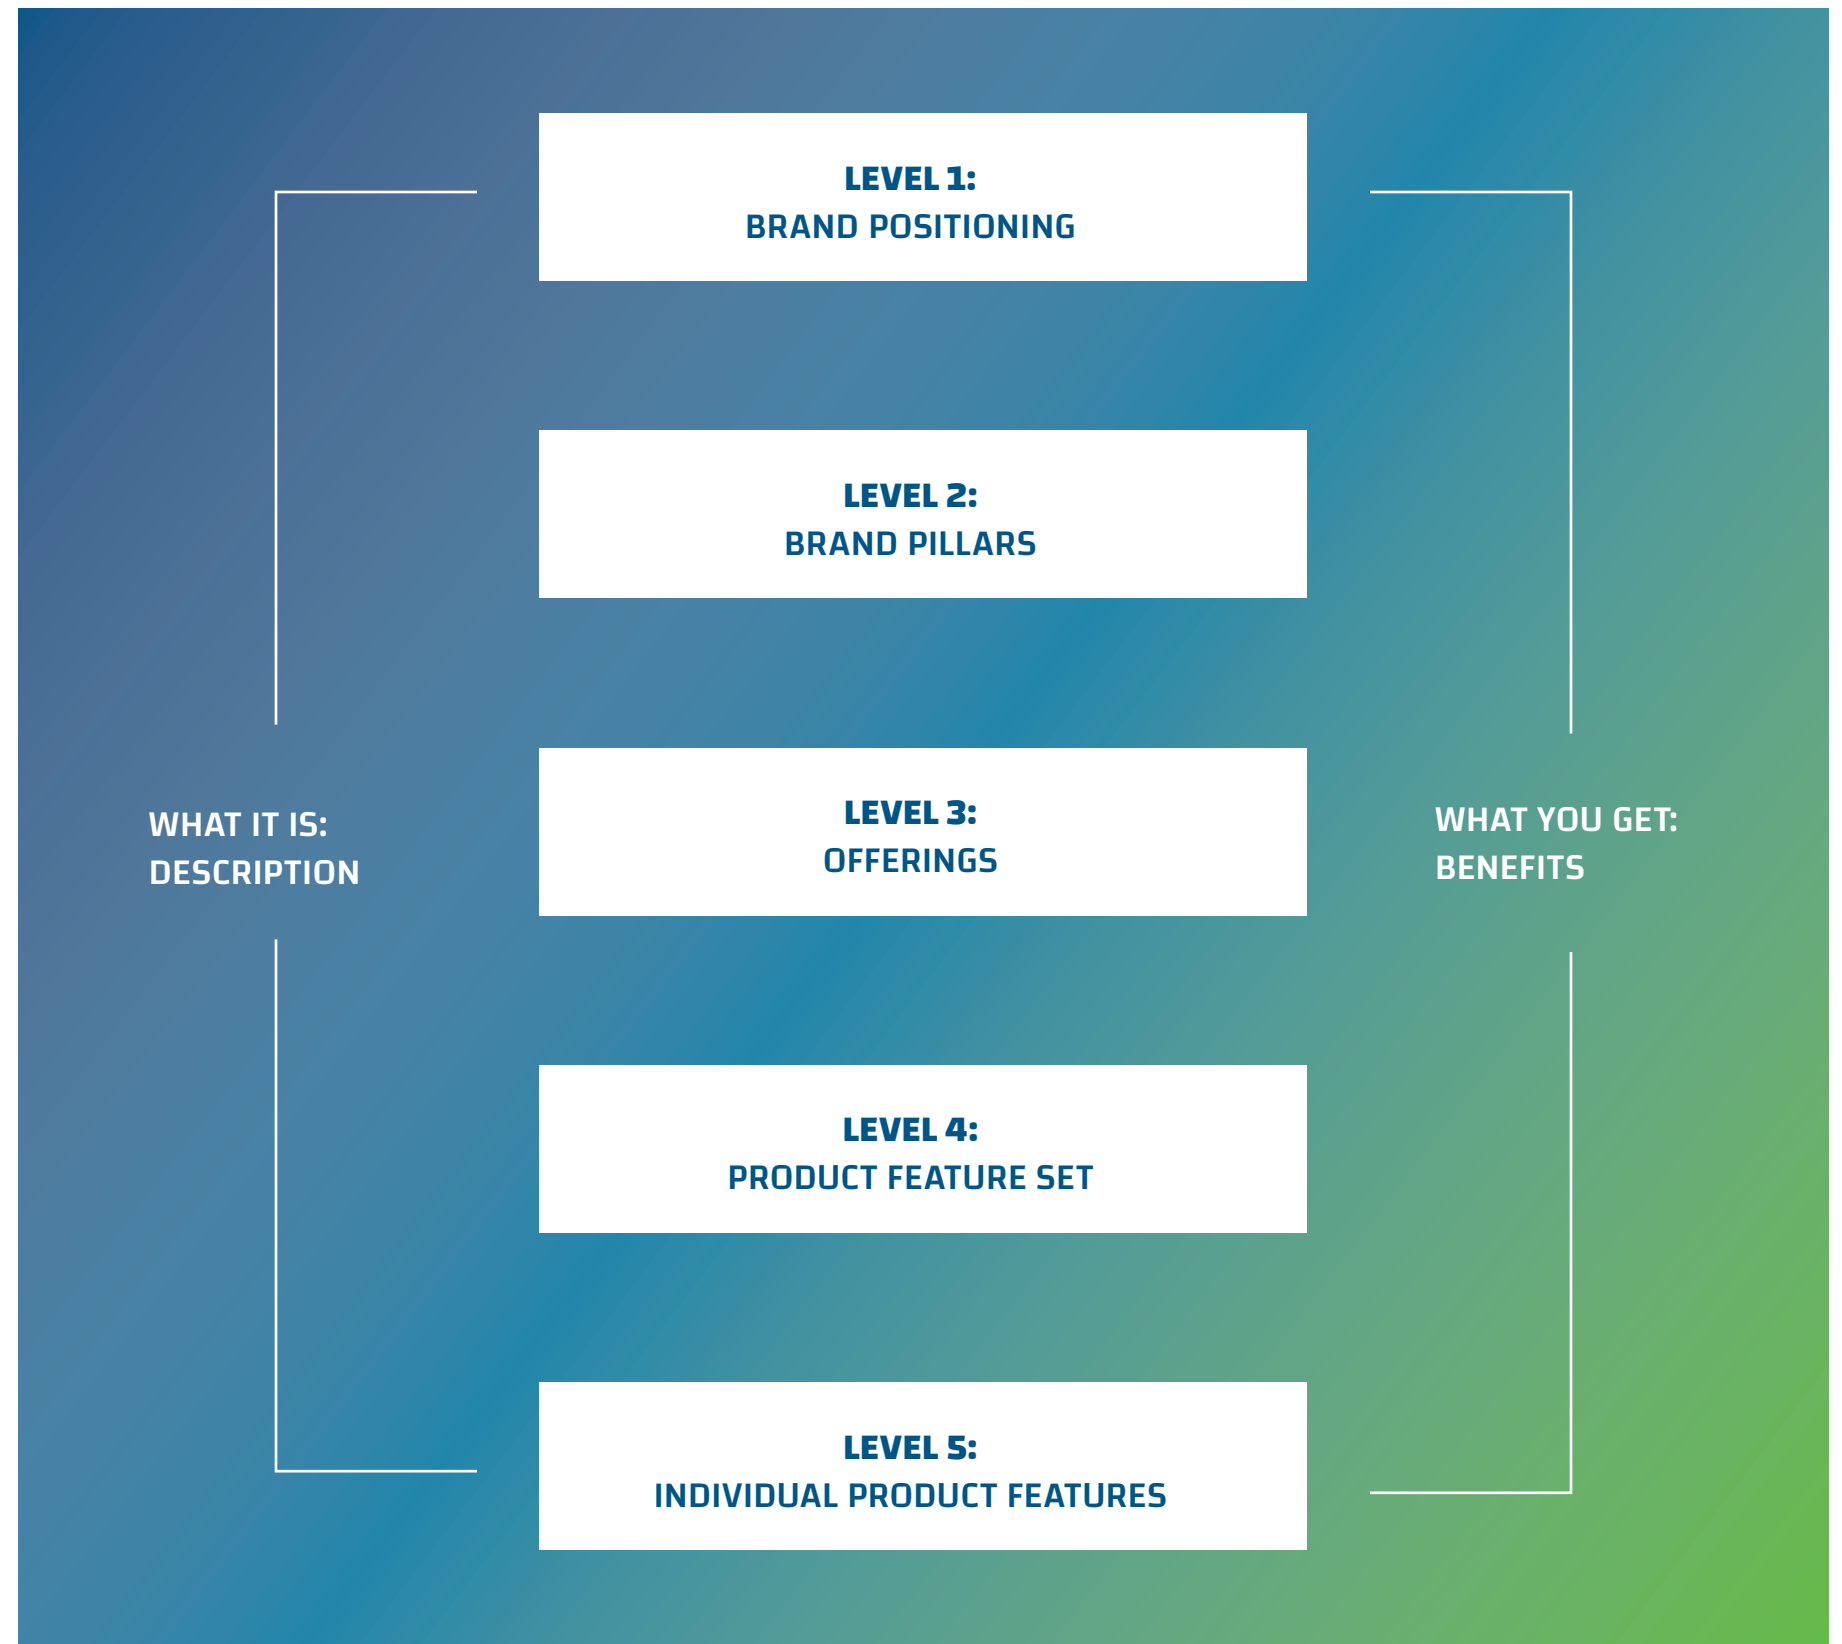 LEVEL 1:
BRAND POSITIONING
LEVEL 2:
BRAND PILLARS
WHAT IT IS:
DESCRIPTION
LEVEL 3:
OFFERINGS
WHAT YOU GET:
BENEFITS
LEVEL 4:
PRODUCT FEATURE SET
LEVEL 5:
INDIVIDUAL PRODUCT FEATURES